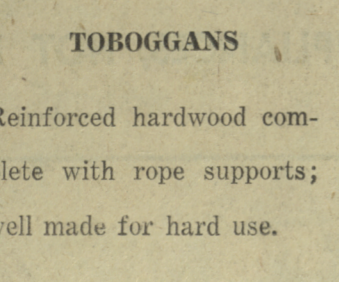 TOBOGGANS
Reinforced hardwood com-
lete with rope supports;
well made for hard use.